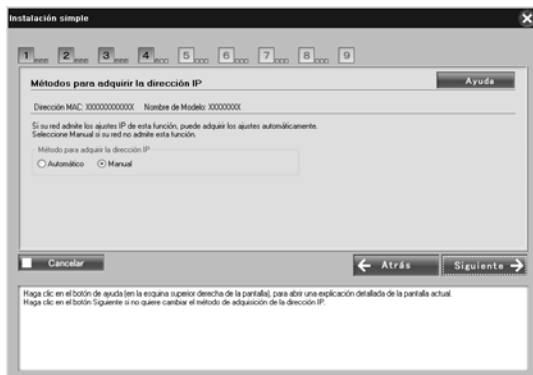 Instalación simple
1 2 3 4 5 6 7 8 9
Métodos para adquirir la dirección IP
Ayuda
Dirección MAC: XXXXXXXXXXXX Nombre de Modelo: XXXXXXXX
Si su red admite los ajustes IP de esta función, puede adquirir los ajustes automáticamente.
Seleccione Manual si su red no admite esta función.
Método para adquirir la dirección IP
Automático Manual
Cancelar
Atrás
Siguiente
Haga clic en el botón de ayuda (en la esquina superior derecha de la pantalla), para abrir una explicación detallada de la pantalla actual.
Haga clic en el botón Siguiente si no quiere cambiar el método de adquisición de la dirección IP.